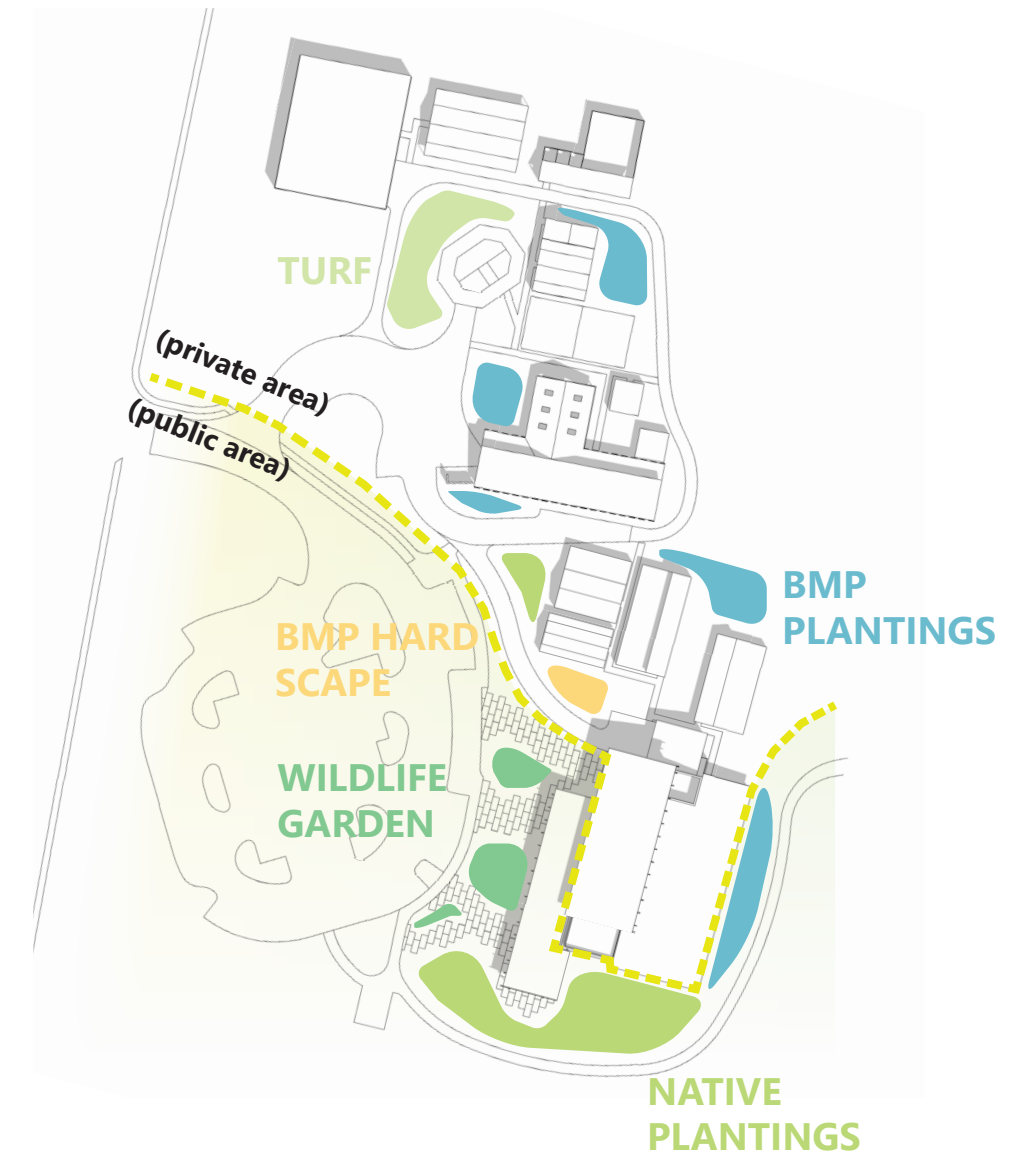 TURF
(private area)
(public area)
BMP
PLANTINGS
BMP HARD
SCAPE
WILDLIFE
GARDEN
NATIVE
PLANTINGS